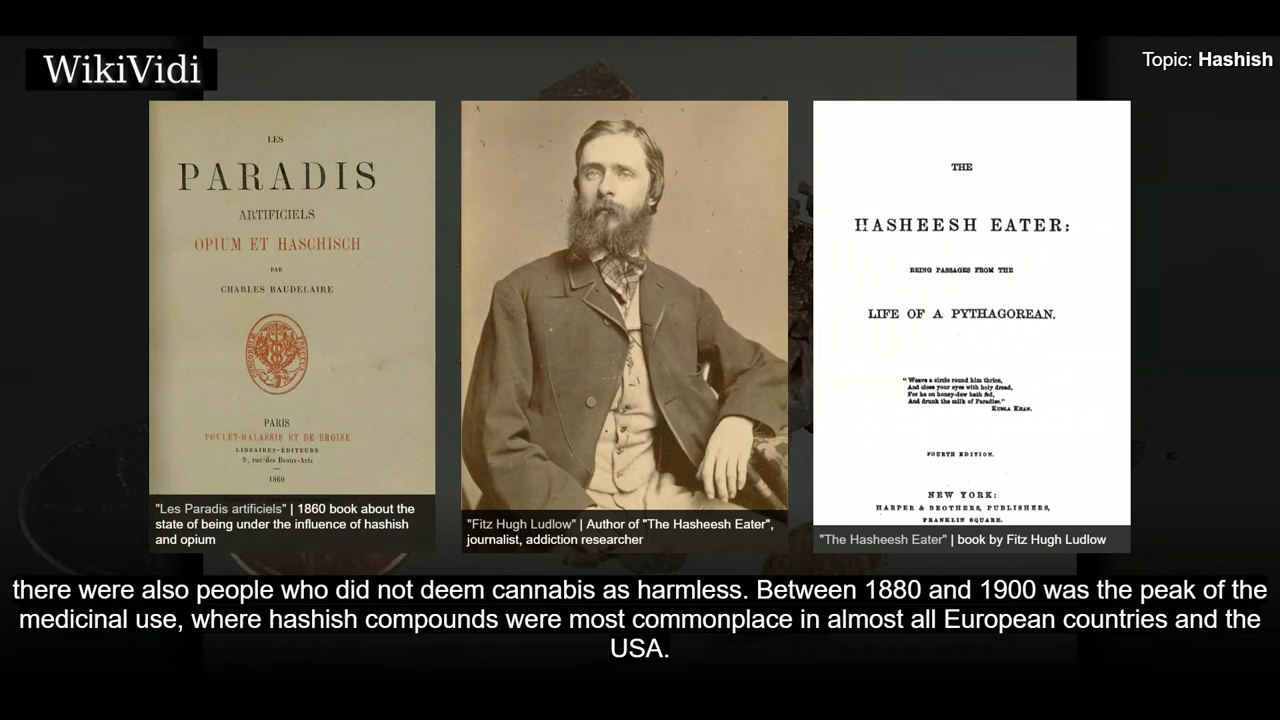 WikiVidi
Topic: Hashish
LES
PARADIS
ARTIFICIELS
OPIUM ET HASCHISCH
PAR
CHARLES BAUDELAIRE
PARIS
POULET-MALASSIS ET DE BROISE
LIBRAIRES-ÉDITEURS
9, rue des Beaux-Arts
1860
"Les Paradis artificiels" | 1860 book about the
state of being under the influence of hashish
and opium
"Fitz Hugh Ludlow" | Author of "The Hasheesh Eater",
journalist, addiction researcher
THE
HASHEESH EATER:
BEING PASSAGES FROM THE
LIFE OF A PYTHAGOREAN.
"Weave a circle round him thrice,
And close your eyes with holy dread,
For he on honey-dew hath fed,
And drunk the milk of Paradise."
KUBLA KHAN.
FOURTH EDITION.
NEW YORK:
HARPER & BROTHERS, PUBLISHERS,
FRANKLIN SQUARE.
"The Hasheesh Eater" | book by Fitz Hugh Ludlow
there were also people who did not deem cannabis as harmless. Between 1880 and 1900 was the peak of the
medicinal use, where hashish compounds were most commonplace in almost all European countries and the
USA.